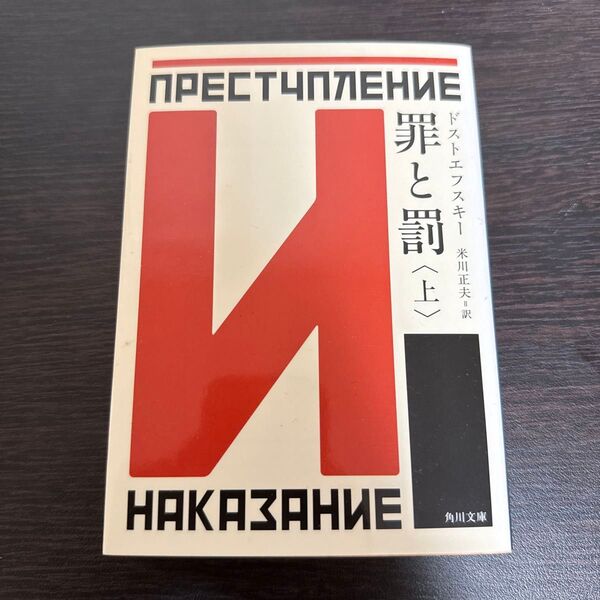 ПРЕСТУПЛЕНИЕ
И
НАКАЗАНИЕ
ドストエフスキー
罪と罰〈上〉
米川正夫=訳
角川文庫